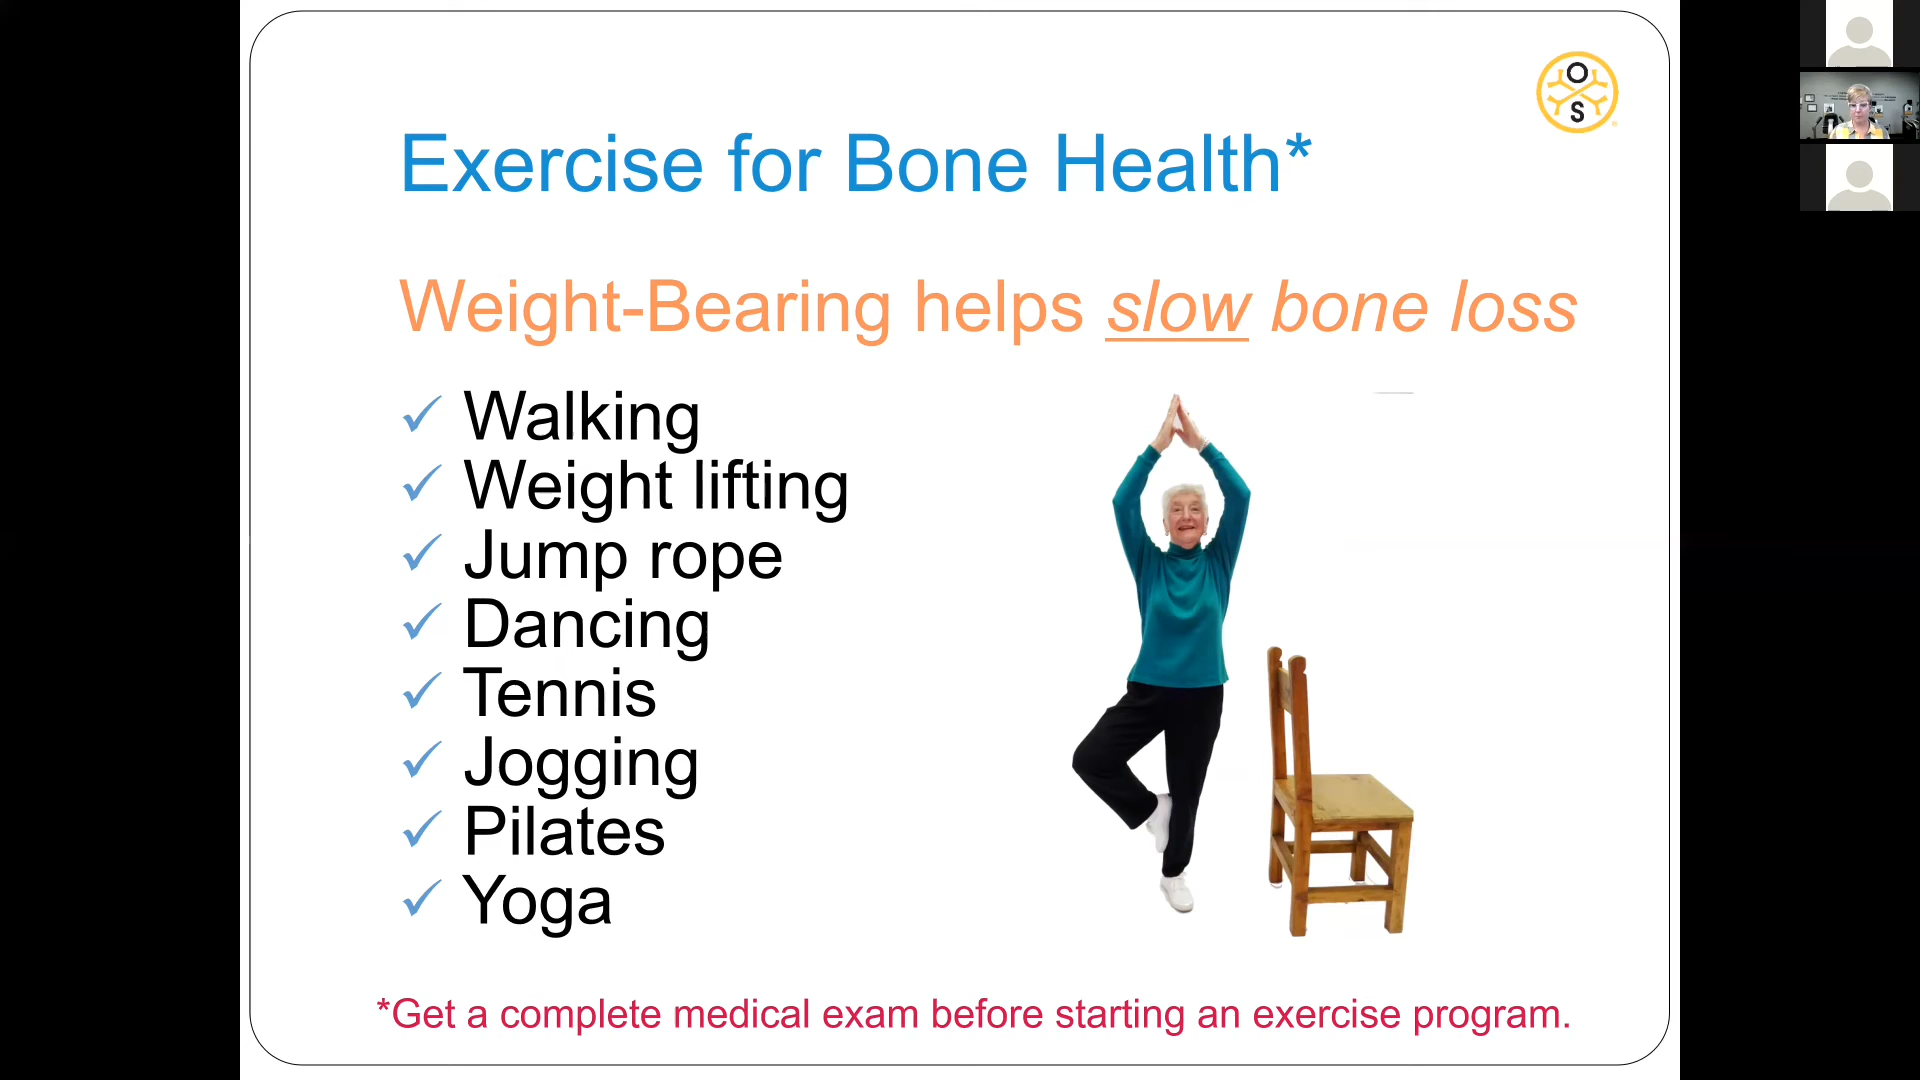 O
S
Exercise for Bone Health*
Weight-Bearing helps slow bone loss
✓ Walking
✓ Weight lifting
✓ Jump rope
✓ Dancing
✓ Tennis
✓ Jogging
✓ Pilates
✓ Yoga
*Get a complete medical exam before starting an exercise program.